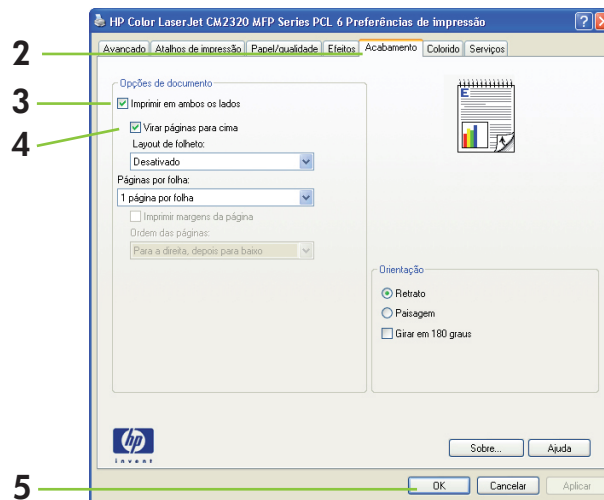 HP Color LaserJet CM2320 MFP Series PCL 6 Preferências de impressão
Avançado Atalhos de impressão Papel/qualidade Efeitos Acabamento Colorido Serviços
2
Opções de documento
3
Imprimir em ambos os lados
4
Virar páginas para cima
Layout de folheto:
Desativado
Páginas por folha:
1 página por folha
Imprimir margens da página
Ordem das páginas:
Para a direita, depois para baixo
E
Orientação
Retrato
Paisagem
Girar em 180 graus
hp
invent
Sobre... Ajuda
5
OK Cancelar Aplicar